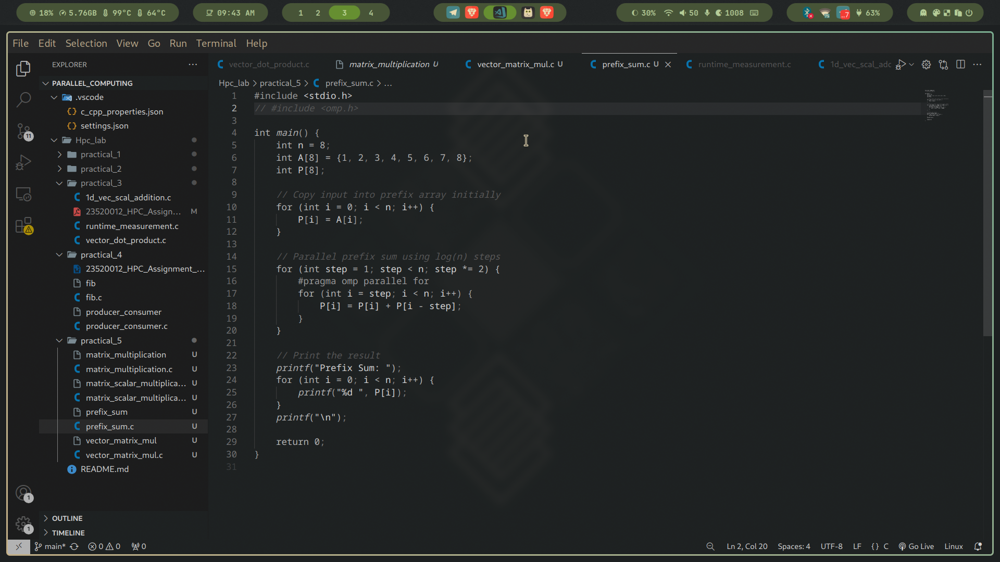 18% 5.76GB 99°C 64°C
09:43 AM
1 2 3 4
30% 50 1008
75
..7
63%
File Edit Selection View Go Run Terminal Help
EXPLORER ...
vector_dot_product.c
matrix_multiplication U
vector_matrix_mul.c U
prefix_sum.c U
runtime_measurement.c
1d_vec_scal_adc
PARALLEL_COMPUTING
.vscode
c_cpp_properties.json
settings.json
11
Hpc_lab
practical_1
practical_2
practical_3
1d_vec_scal_addition.c
23520012_HPC_Assign... M
runtime_measurement.c
vector_dot_product.c
practical_4
23520012_HPC_Assignment_...
fib
fib.c
producer_consumer
producer_consumer.c
practical_5
matrix_multiplication U
matrix_multiplication.c U
matrix_scalar_multiplica... U
matrix_scalar_multiplica... U
prefix_sum U
prefix_sum.c U
vector_matrix_mul U
vector_matrix_mul.c U
README.md
1
1
OUTLINE
TIMELINE
Hpc_lab > practical_5 > prefix_sum.c > ...
1 #include <stdio.h>
2 // #include <omp.h>
3
4 int main() {
5 int n = 8;
6 int A[8] = {1, 2, 3, 4, 5, 6, 7, 8};
7 int P[8];
8
9 // Copy input into prefix array initially
10 for (int i = 0; i < n; i++) {
11 P[i] = A[i];
12 }
13
14 // Parallel prefix sum using log(n) steps
15 for (int step = 1; step < n; step *= 2) {
16 #pragma omp parallel for
17 for (int i = step; i < n; i++) {
18 P[i] = P[i] + P[i - step];
19 }
20 }
21
22 // Print the result
23 printf("Prefix Sum: ");
24 for (int i = 0; i < n; i++) {
25 printf("%d ", P[i]);
26 }
27 printf("\n");
28
29 return 0;
30 }
31
main* 0 0 0
Ln 2, Col 20 Spaces: 4 UTF-8 LF {} C Go Live Linux